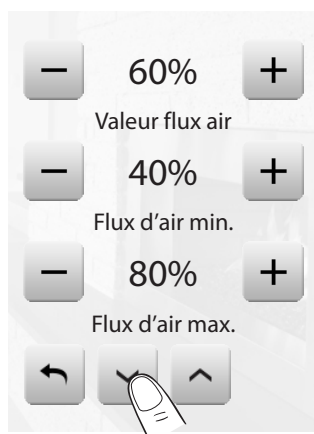 60%
Valeur flux air
40%
Flux d'air min.
80%
Flux d'air max.